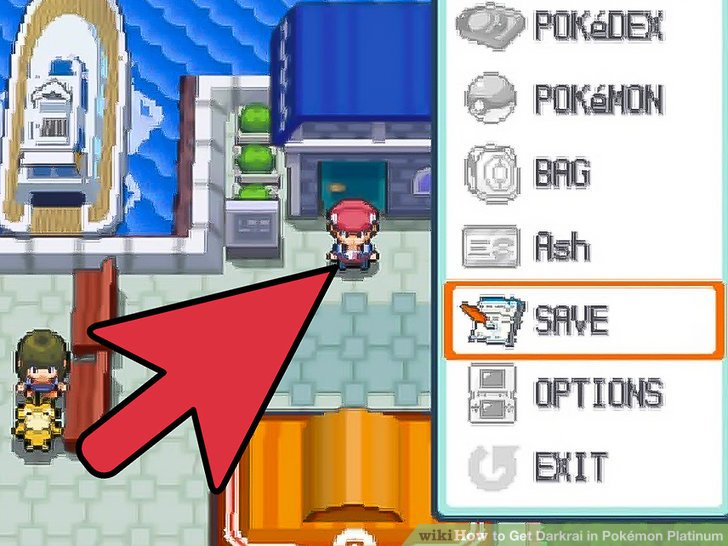 POKéDEX
POKéMON
BAG
Ash
SAVE
OPTIONS
EXIT
wikiHow to Get Darkrai in Pokémon Platinum